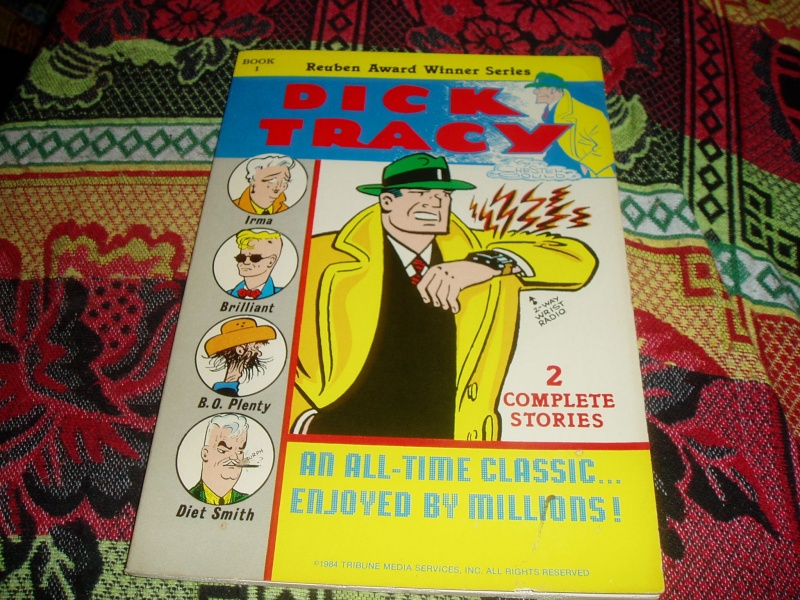 BOOK
1
Reuben Award Winner Series
DICK
TRACY
Irma
Brilliant
B.O. Plenty
Diet Smith
2-WAY
WRIST
RADIO
2
COMPLETE
STORIES
AN ALL-TIME CLASSIC...
ENJOYED BY MILLIONS!
©1984 TRIBUNE MEDIA SERVICES, INC. ALL RIGHTS RESERVED